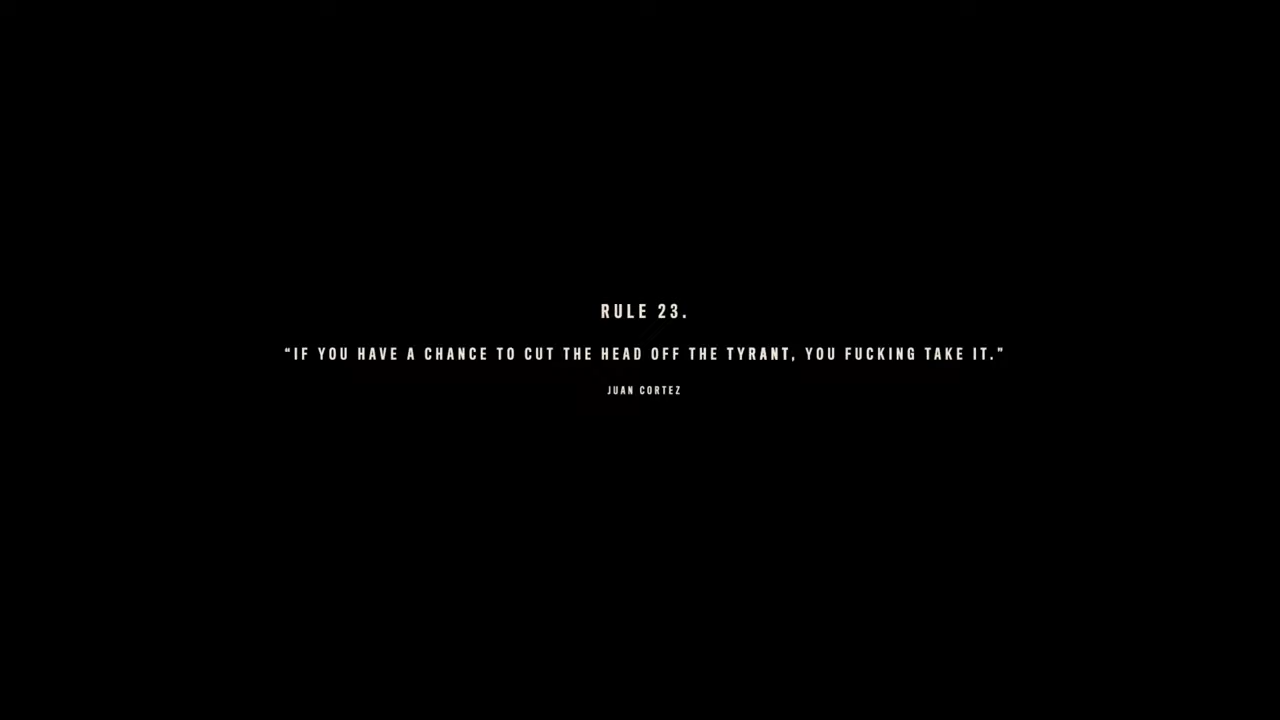 RULE 23.
“IF YOU HAVE A CHANCE TO CUT THE HEAD OFF THE TYRANT, YOU FUCKING TAKE IT.”
JUAN CORTEZ